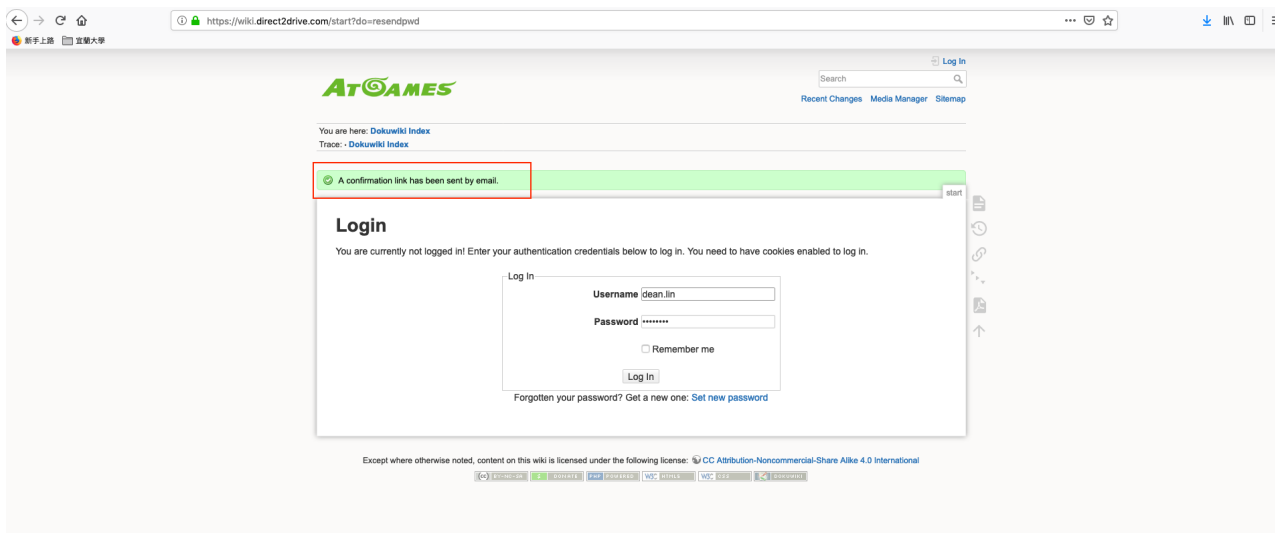 https://wiki.direct2drive.com/start?do=resendpwd
新手上路 宜蘭大學
Log In
ATGAMES
Search
Recent Changes Media Manager Sitemap
You are here: Dokuwiki Index
Trace: • Dokuwiki Index
A confirmation link has been sent by email.
start
Login
You are currently not logged in! Enter your authentication credentials below to log in. You need to have cookies enabled to log in.
Log In
Username dean.lin
Password ••••••••
Remember me
Log In
Forgotten your password? Get a new one: Set new password
Except where otherwise noted, content on this wiki is licensed under the following license: CC Attribution-Noncommercial-Share Alike 4.0 International